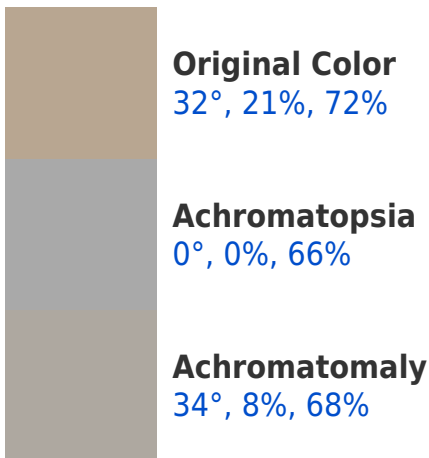 Original Color
32°, 21%, 72%
Achromatopsia
0°, 0%, 66%
Achromatomaly
34°, 8%, 68%